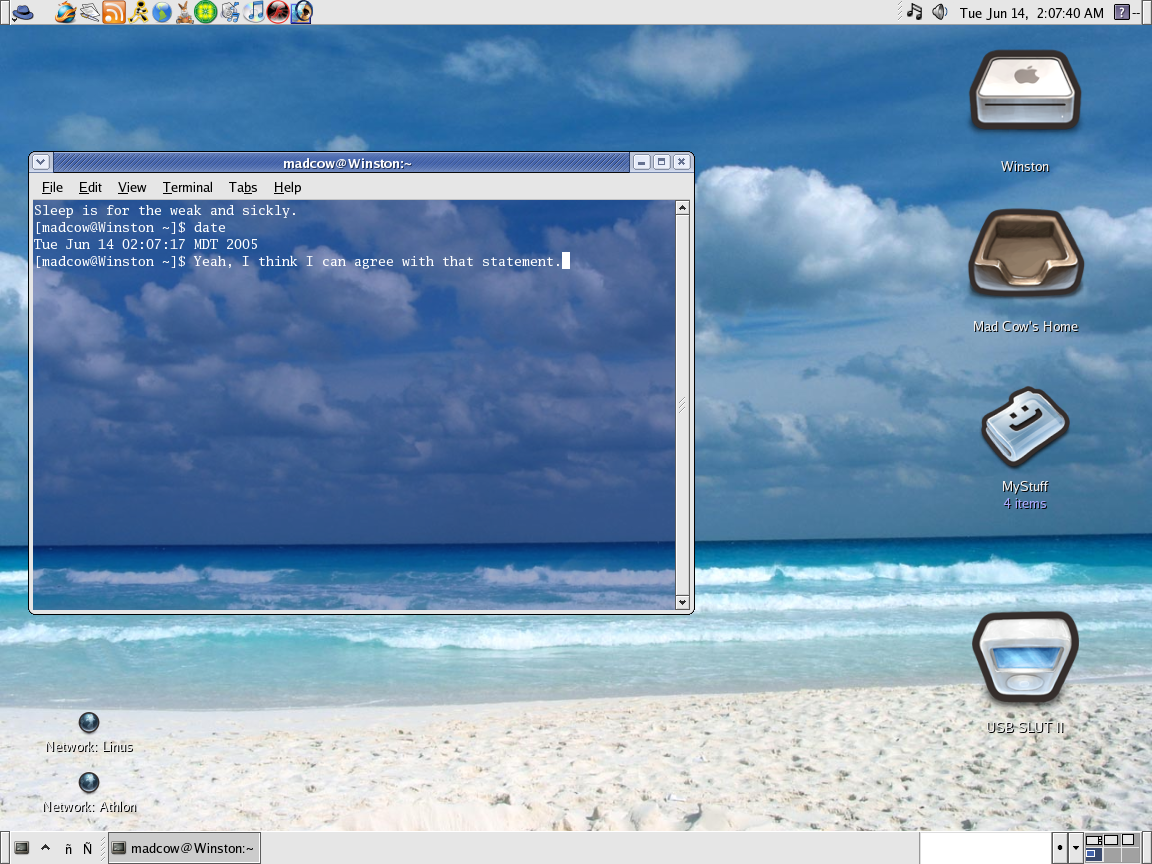 Tue Jun 14, 2:07:40 AM
?
Winston
madcow@Winston:~
File Edit View Terminal Tabs Help
Sleep is for the weak and sickly.
[madcow@Winston ~]$ date
Tue Jun 14 02:07:17 MDT 2005
[madcow@Winston ~]$ Yeah, I think I can agree with that statement.
Mad Cow's Home
MyStuff
4 items
USB SLUT II
Network: Linus
Network: Athlon
ñ Ñ
madcow@Winston:~